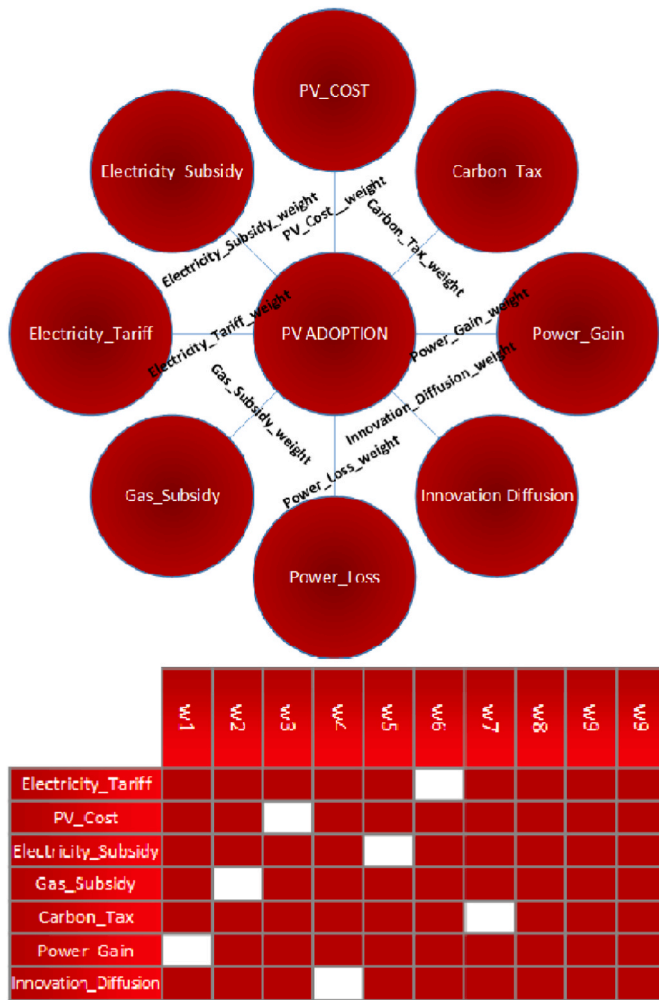 PV_COST
Electricity Subsidy
Carbon Tax
Electricity_Subsidy_weight
PV_Cost__weight
Carbon_Tax_weight
Electricity_Tariff
Electricity_Tariff_weight
PV ADOPTION
Power_Gain_weight
Power_Gain
Gas_Subsidy_weight
Innovation_Diffusion_weight
Power_Loss_weight
Gas_Subsidy
Innovation Diffusion
Power_Loss
w1 w2 w3 w4 w5 w6 w7 w8 w9 w9
Electricity_Tariff
PV_Cost
Electricity_Subsidy
Gas_Subsidy
Carbon_Tax
Power Gain
Innovation_Diffusion